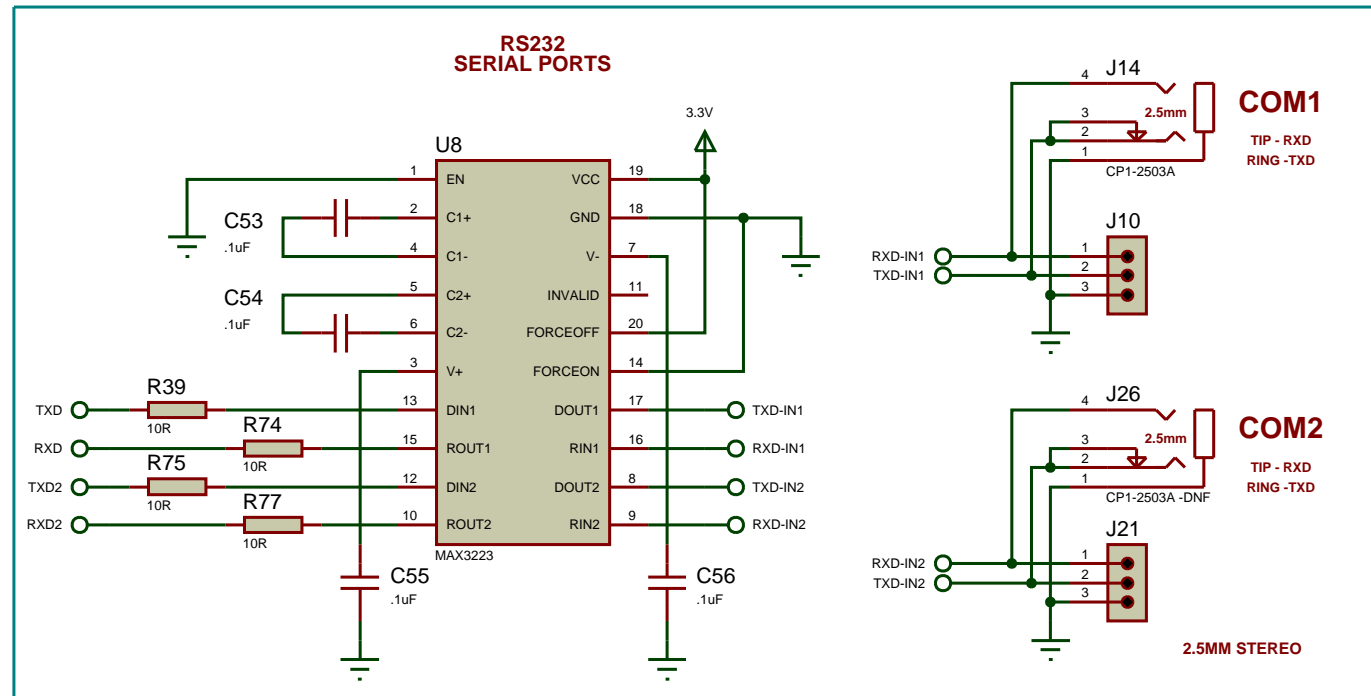 RS232
SERIAL PORTS
3.3V
U8
1 EN VCC 19
C53
.1uF
2 C1+ GND 18
4 C1- V- 7
C54
.1uF
5 C2+ INVALID 11
6 C2- FORCEOFF 20
3 V+ FORCEON 14
TXD R39 10R 13 DIN1 DOUT1 17 TXD-IN1
RXD R74 10R 15 ROUT1 RIN1 16 RXD-IN1
TXD2 R75 10R 12 DIN2 DOUT2 8 TXD-IN2
RXD2 R77 10R 10 ROUT2 RIN2 9 RXD-IN2
MAX3223
C55
.1uF
C56
.1uF
J14
4
3 2.5mm
2
1
CP1-2503A
COM1
TIP - RXD
RING -TXD
J10
RXD-IN1 1
TXD-IN1 2
3
J26
4
3 2.5mm
2
1
CP1-2503A -DNF
COM2
TIP - RXD
RING -TXD
J21
RXD-IN2 1
TXD-IN2 2
3
2.5MM STEREO